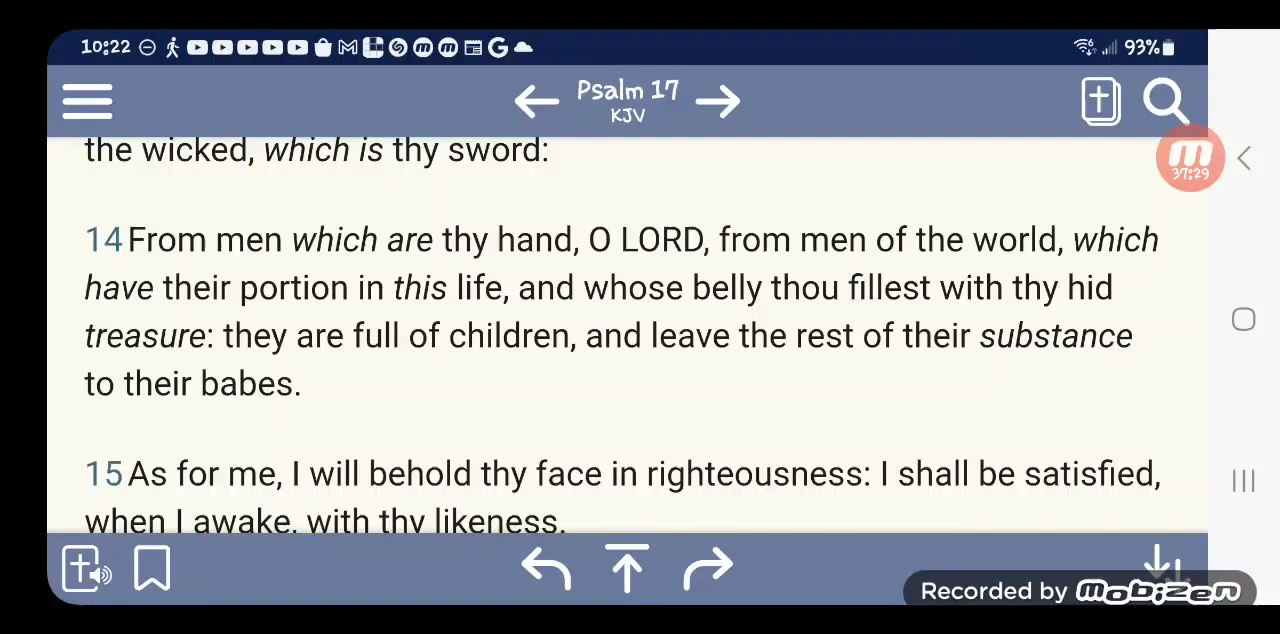 10:22 93%
Psalm 17
KJV
37:29
the wicked, which is thy sword:
14 From men which are thy hand, O LORD, from men of the world, which
have their portion in this life, and whose belly thou fillest with thy hid
treasure: they are full of children, and leave the rest of their substance
to their babes.
15 As for me, I will behold thy face in righteousness: I shall be satisfied,
when I awake, with thy likeness.
Recorded by mobizen